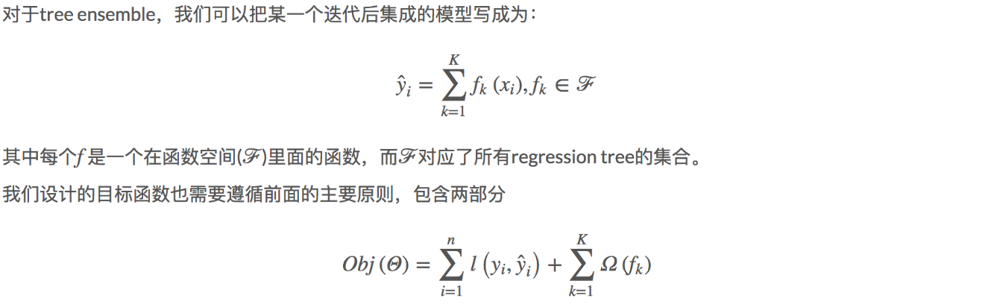 对于tree ensemble，我们可以把某一个迭代后集成的模型写成为：
$\hat{y}_i = \sum_{k=1}^{K} f_k(x_i), f_k \in \mathscr{F}$
其中每个$f$是一个在函数空间($\mathscr{F}$)里面的函数，而$\mathscr{F}$对应了所有regression tree的集合。
我们设计的目标函数也需要遵循前面的主要原则，包含两部分
$Obj(\Theta) = \sum_{i=1}^{n} l(y_i, \hat{y}_i) + \sum_{k=1}^{K} \Omega(f_k)$